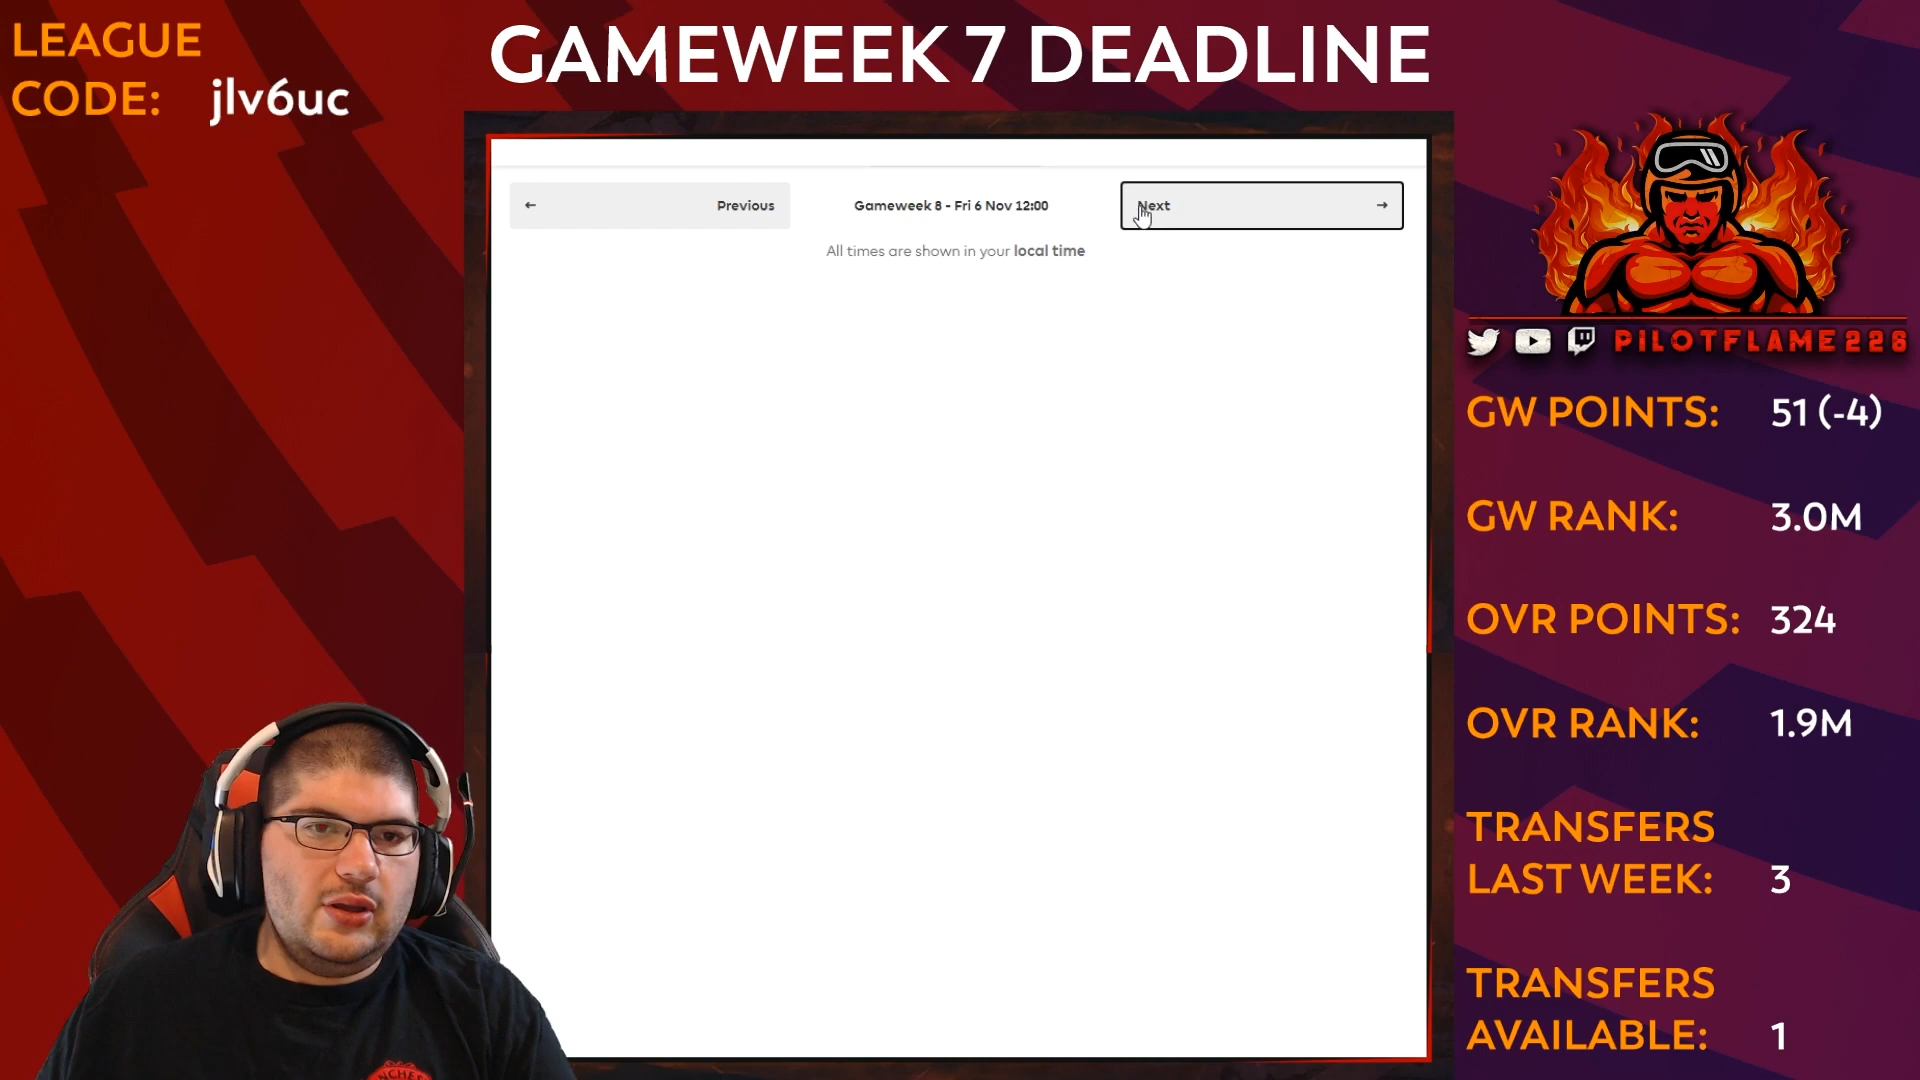 LEAGUE
CODE: jlv6uc
GAMEWEEK 7 DEADLINE
← Previous
Gameweek 8 - Fri 6 Nov 12:00
Next →
All times are shown in your local time
PILOTFLAME226
GW POINTS: 51 (-4)
GW RANK: 3.0M
OVR POINTS: 324
OVR RANK: 1.9M
TRANSFERS
LAST WEEK: 3
TRANSFERS
AVAILABLE: 1